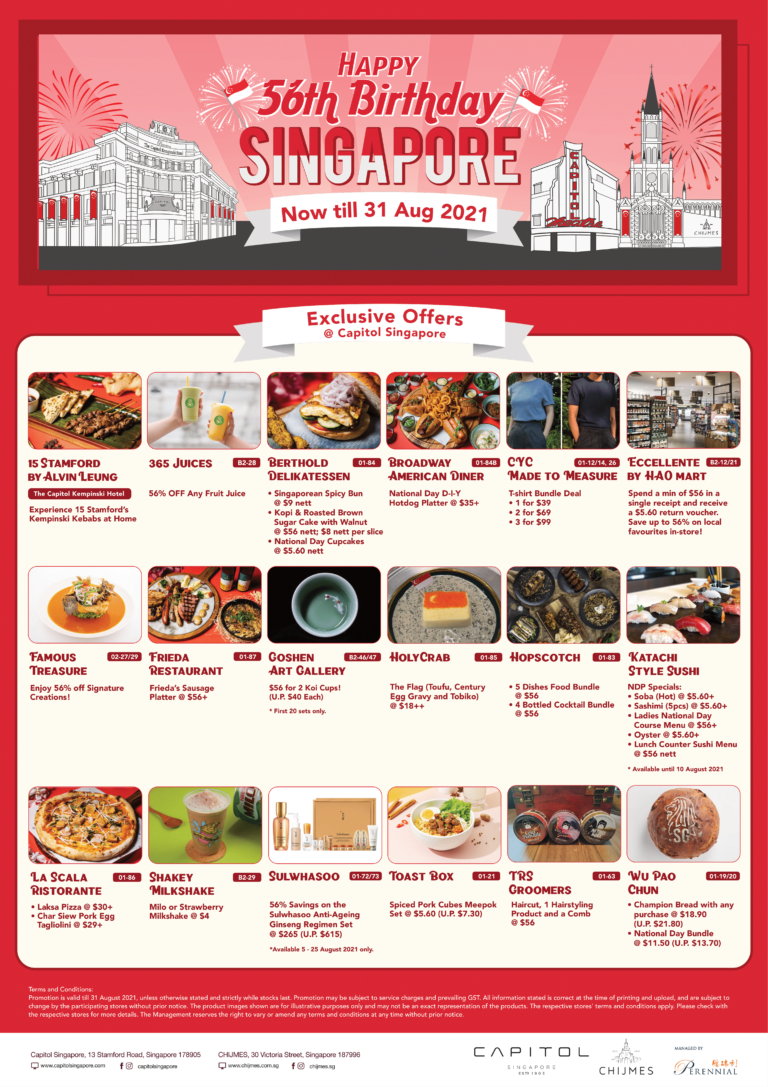 HAPPY
56th Birthday
SINGAPORE
Now till 31 Aug 2021
CAPITOL
Theatre
CHIJMES
Exclusive Offers
@ Capitol Singapore
15 STAMFORD
BY ALVIN LEUNG
The Capitol Kempinski Hotel
Experience 15 Stamford's
Kempinski Kebabs at Home
365 JUICES B2-28
56% OFF Any Fruit Juice
BERTHOLD 01-84
DELIKATESSEN
• Singaporean Spicy Bun
@ $9 nett
• Kopi & Roasted Brown
Sugar Cake with Walnut
@ $56 nett; $8 nett per slice
• National Day Cupcakes
@ $5.60 nett
BROADWAY 01-84B
AMERICAN DINER
National Day D-I-Y
Hotdog Platter @ $35+
CYC 01-12/14, 26
MADE TO MEASURE
T-shirt Bundle Deal
• 1 for $39
• 2 for $69
• 3 for $99
ECCELLENTE B2-12/21
BY HAO MART
Spend a min of $56 in a
single receipt and receive
a $5.60 return voucher.
Save up to 56% on local
favourites in-store!
FAMOUS 02-27/29
TREASURE
Enjoy 56% off Signature
Creations!
FRIEDA 01-87
RESTAURANT
Frieda's Sausage
Platter @ $56+
GOSHEN B2-46/47
ART GALLERY
$56 for 2 Koi Cups!
(U.P. $40 Each)
* First 20 sets only.
HOLYCRAB 01-85
The Flag (Toufu, Century
Egg Gravy and Tobiko)
@ $18++
HOPSCOTCH 01-83
• 5 Dishes Food Bundle
@ $56
• 4 Bottled Cocktail Bundle
@ $56
KATACHI
STYLE SUSHI
NDP Specials:
• Soba (Hot) @ $5.60+
• Sashimi (5pcs) @ $5.60+
• Ladies National Day
Course Menu @ $56+
• Oyster @ $5.60+
• Lunch Counter Sushi Menu
@ $56 nett
* Available until 10 August 2021
SG
LA SCALA 01-86
RISTORANTE
• Laksa Pizza @ $30+
• Char Siew Pork Egg
Tagliolini @ $29+
SHAKEY B2-29
MILKSHAKE
Milo or Strawberry
Milkshake @ $4
SULWHASOO 01-72/73
56% Savings on the
Sulwhasoo Anti-Ageing
Ginseng Regimen Set
@ $265 (U.P. $615)
*Available 5 - 25 August 2021 only.
TOAST BOX 01-21
Spiced Pork Cubes Meepok
Set @ $5.60 (U.P. $7.30)
TRS 01-63
GROOMERS
Haircut, 1 Hairstyling
Product and a Comb
@ $56
WU PAO 01-19/20
CHUN
• Champion Bread with any
purchase @ $18.90
(U.P. $21.80)
• National Day Bundle
@ $11.50 (U.P. $13.70)
Terms and Conditions:
Promotion is valid till 31 August 2021, unless otherwise stated and strictly while stocks last. Promotion may be subject to service charges and prevailing GST. All information stated is correct at the time of printing and upload, and are subject to
change by the participating stores without prior notice. The product images shown are for illustrative purposes only and may not be an exact representation of the products. The respective stores' terms and conditions apply. Please check with
the respective stores for more details. The Management reserves the right to vary or amend any terms and conditions at any time without prior notice.
Capitol Singapore, 13 Stamford Road, Singapore 178905
www.capitolsingapore.com capitolsingapore
CHIJMES, 30 Victoria Street, Singapore 187996
www.chijmes.com.sg chijmes.sg
CAPITOL
SINGAPORE
CHIJMES
MANAGED BY
PERENNIAL